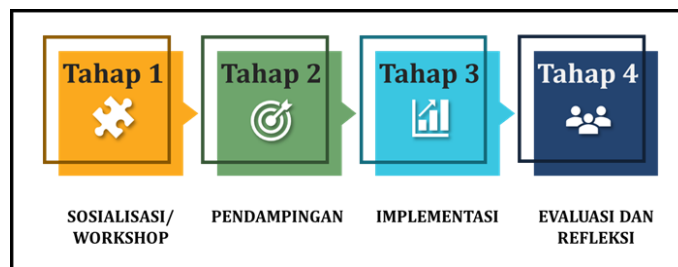 Tahap 1
Tahap 2
Tahap 3
Tahap 4
SOSIALISASI/
WORKSHOP
PENDAMPINGAN
IMPLEMENTASI
EVALUASI DAN
REFLEKSI